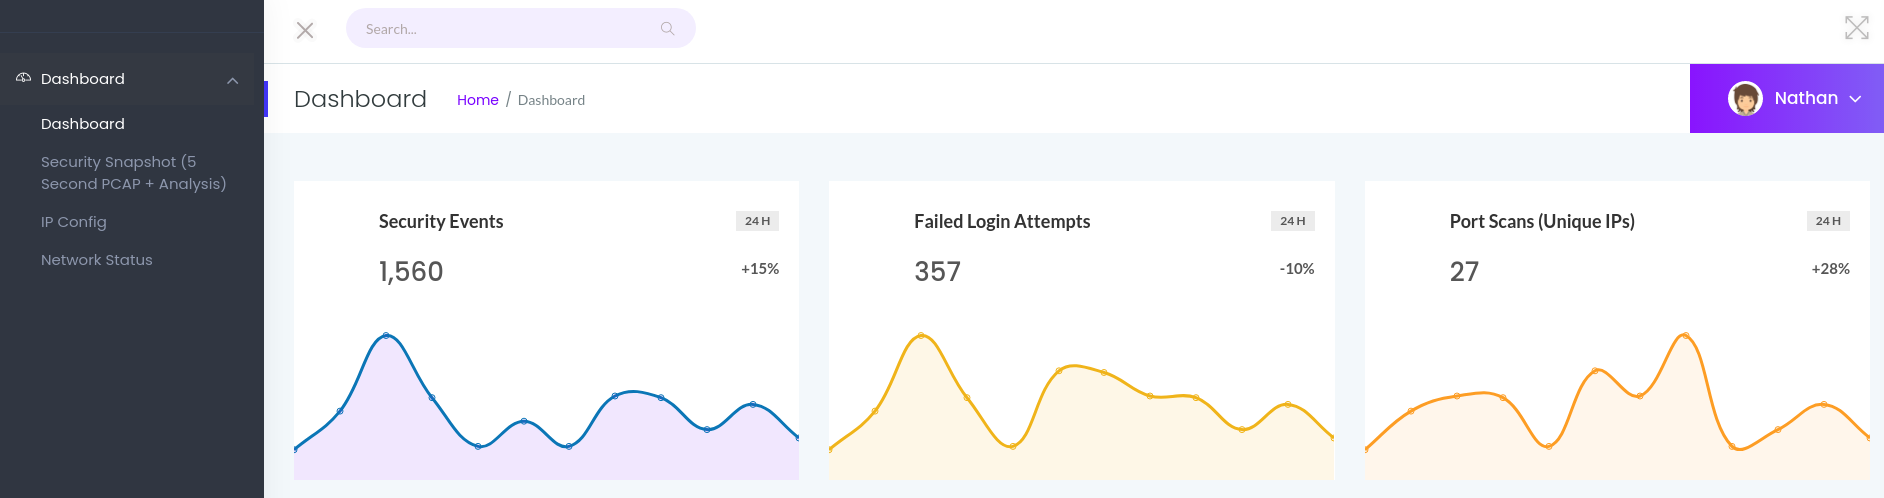 Search...
Dashboard
Dashboard
Security Snapshot (5
Second PCAP + Analysis)
IP Config
Network Status
Dashboard
Home / Dashboard
Nathan
Security Events
24 H
1,560
+15%
Failed Login Attempts
24 H
357
-10%
Port Scans (Unique IPs)
24 H
27
+28%